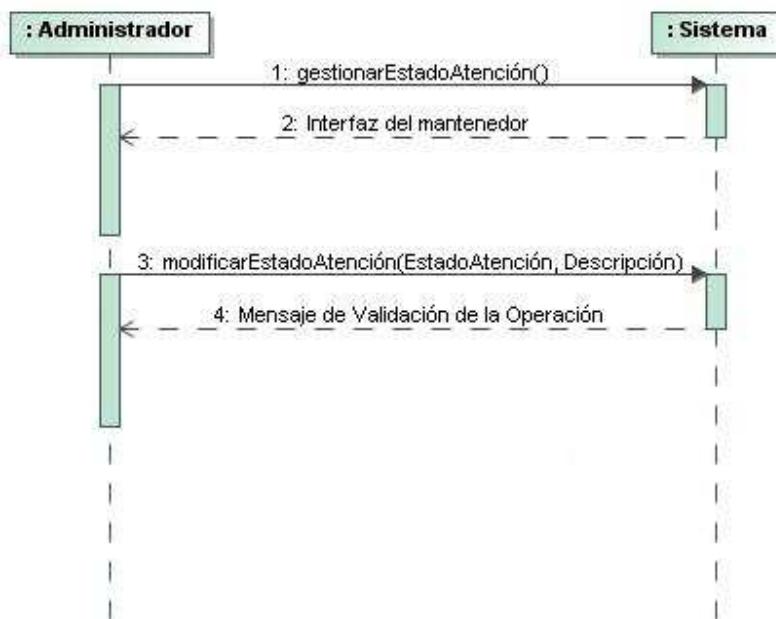 : Administrador
: Sistema
1: gestionarEstadoAtención()
2: Interfaz del mantenedor
3: modificarEstadoAtención(EstadoAtención, Descripción)
4: Mensaje de Validación de la Operación